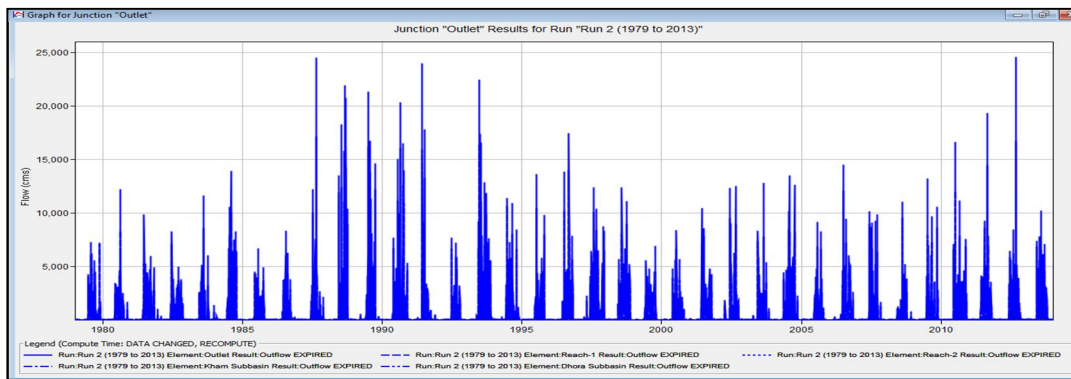 Graph for Junction "Outlet"
Junction "Outlet" Results for Run "Run 2 (1979 to 2013)"
25,000
20,000
15,000
10,000
5,000
Flow (cms)
1980 1985 1990 1995 2000 2005 2010
Legend (Compute Time: DATA CHANGED, RECOMPUTE)
Run:Run 2 (1979 to 2013) Element:Outlet Result:Outflow EXPIRED Run:Run 2 (1979 to 2013) Element:Reach-1 Result:Outflow EXPIRED Run:Run 2 (1979 to 2013) Element:Reach-2 Result:Outflow EXPIRED
Run:Run 2 (1979 to 2013) Element:Kham Subbasin Result:Outflow EXPIRED Run:Run 2 (1979 to 2013) Element:Dhora Subbasin Result:Outflow EXPIRED